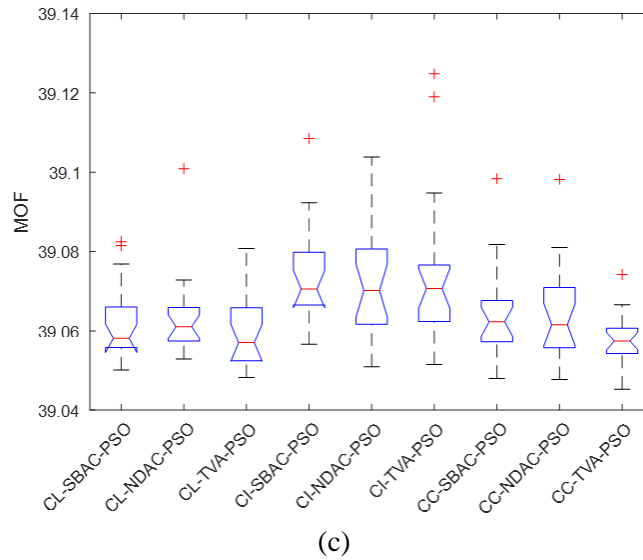 39.14
39.12
39.1
39.08
39.06
39.04
MOF
CL-SBAC-PSO
CL-NDAC-PSO
CL-TVA-PSO
CI-SBAC-PSO
CI-NDAC-PSO
CI-TVA-PSO
CC-SBAC-PSO
CC-NDAC-PSO
CC-TVA-PSO
(c)